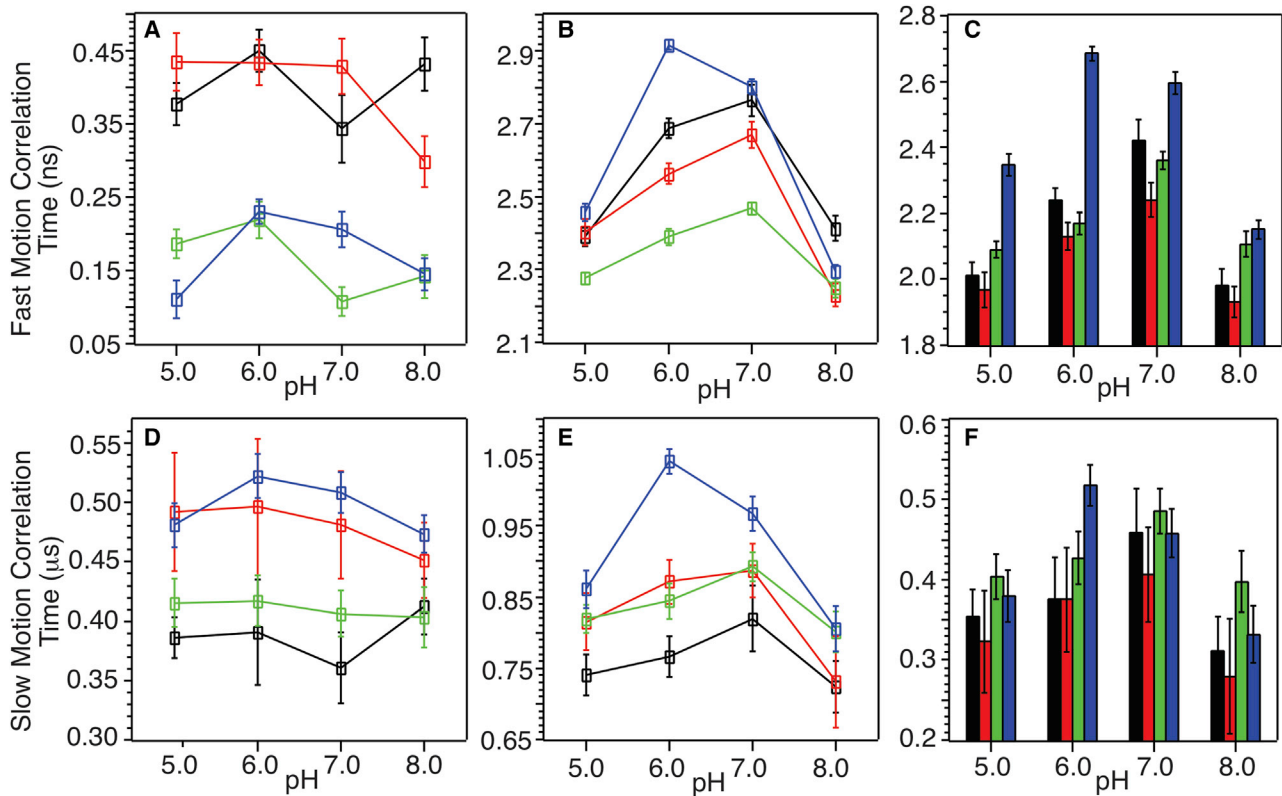 A
B
C
Fast Motion Correlation
Time (ns)
0.45
0.35
0.25
0.15
0.05
2.9
2.7
2.5
2.3
2.1
2.8
2.6
2.4
2.2
2.0
1.8
5.0 6.0 7.0 8.0
pH
5.0 6.0 7.0 8.0
pH
5.0 6.0 7.0 8.0
pH
D
E
F
Slow Motion Correlation
Time (μs)
0.55
0.50
0.45
0.40
0.35
0.30
1.05
0.95
0.85
0.75
0.65
0.6
0.5
0.4
0.3
0.2
5.0 6.0 7.0 8.0
pH
5.0 6.0 7.0 8.0
pH
5.0 6.0 7.0 8.0
pH